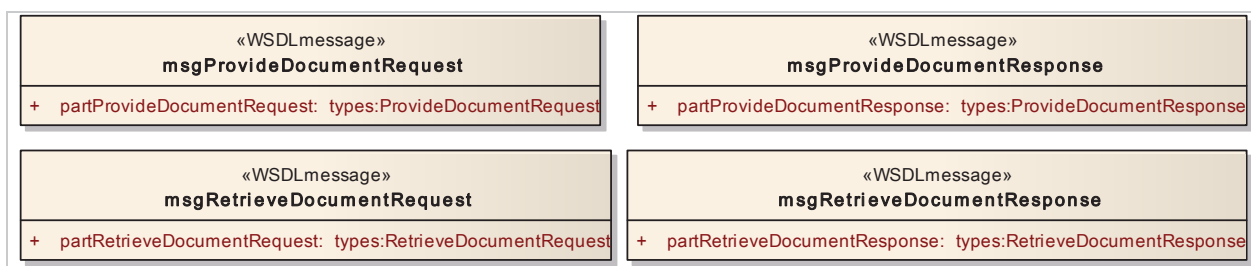 «WSDLmessage»
msgProvideDocumentRequest
+ partProvideDocumentRequest: types:ProvideDocumentRequest
«WSDLmessage»
msgProvideDocumentResponse
+ partProvideDocumentResponse: types:ProvideDocumentResponse
«WSDLmessage»
msgRetrieveDocumentRequest
+ partRetrieveDocumentRequest: types:RetrieveDocumentRequest
«WSDLmessage»
msgRetrieveDocumentResponse
+ partRetrieveDocumentResponse: types:RetrieveDocumentResponse